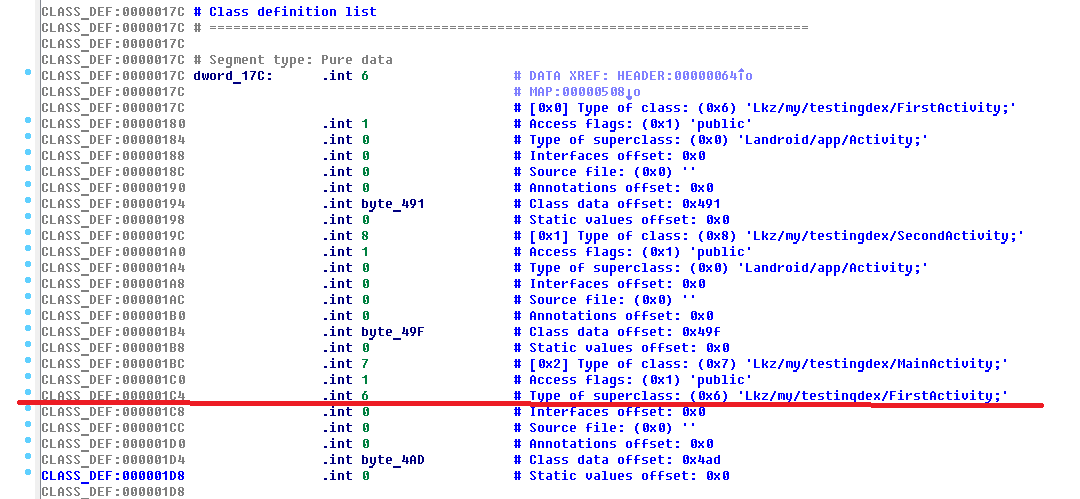 CLASS_DEF:0000017C # Class definition list
CLASS_DEF:0000017C # ===========================================================================
CLASS_DEF:0000017C
CLASS_DEF:0000017C # Segment type: Pure data
CLASS_DEF:0000017C dword_17C: .int 6 # DATA XREF: HEADER:00000064↑o
CLASS_DEF:0000017C # MAP:00000508↓o
CLASS_DEF:0000017C # [0x0] Type of class: (0x6) 'Lkz/my/testingdex/FirstActivity;'
CLASS_DEF:00000180 .int 1 # Access flags: (0x1) 'public'
CLASS_DEF:00000184 .int 0 # Type of superclass: (0x0) 'Landroid/app/Activity;'
CLASS_DEF:00000188 .int 0 # Interfaces offset: 0x0
CLASS_DEF:0000018C .int 0 # Source file: (0x0) ''
CLASS_DEF:00000190 .int 0 # Annotations offset: 0x0
CLASS_DEF:00000194 .int byte_491 # Class data offset: 0x491
CLASS_DEF:00000198 .int 0 # Static values offset: 0x0
CLASS_DEF:0000019C .int 8 # [0x1] Type of class: (0x8) 'Lkz/my/testingdex/SecondActivity;'
CLASS_DEF:000001A0 .int 1 # Access flags: (0x1) 'public'
CLASS_DEF:000001A4 .int 0 # Type of superclass: (0x0) 'Landroid/app/Activity;'
CLASS_DEF:000001A8 .int 0 # Interfaces offset: 0x0
CLASS_DEF:000001AC .int 0 # Source file: (0x0) ''
CLASS_DEF:000001B0 .int 0 # Annotations offset: 0x0
CLASS_DEF:000001B4 .int byte_49F # Class data offset: 0x49f
CLASS_DEF:000001B8 .int 0 # Static values offset: 0x0
CLASS_DEF:000001BC .int 7 # [0x2] Type of class: (0x7) 'Lkz/my/testingdex/MainActivity;'
CLASS_DEF:000001C0 .int 1 # Access flags: (0x1) 'public'
CLASS_DEF:000001C4 .int 6 # Type of superclass: (0x6) 'Lkz/my/testingdex/FirstActivity;'
CLASS_DEF:000001C8 .int 0 # Interfaces offset: 0x0
CLASS_DEF:000001CC .int 0 # Source file: (0x0) ''
CLASS_DEF:000001D0 .int 0 # Annotations offset: 0x0
CLASS_DEF:000001D4 .int byte_4AD # Class data offset: 0x4ad
CLASS_DEF:000001D8 .int 0 # Static values offset: 0x0
CLASS_DEF:000001D8